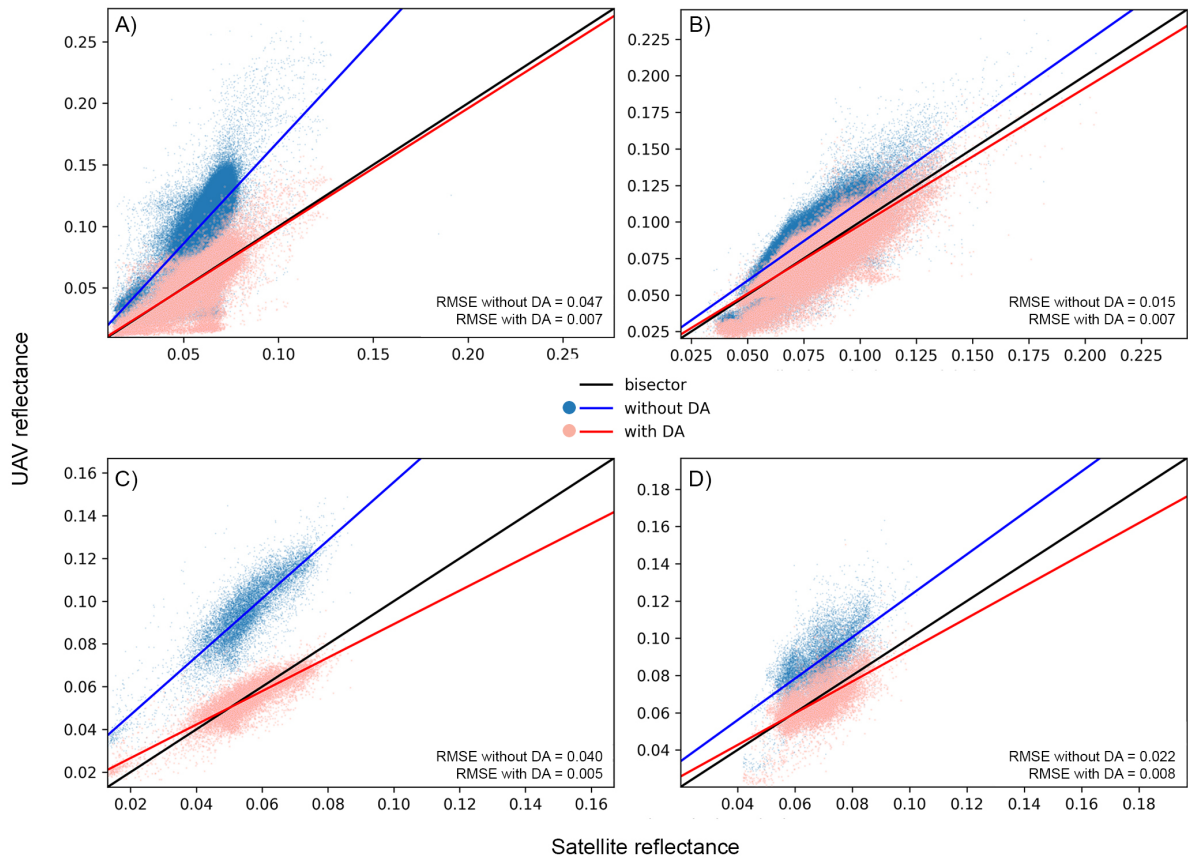 A)
0.25
0.20
0.15
0.10
0.05
RMSE without DA = 0.047
RMSE with DA = 0.007
0.05 0.10 0.15 0.20 0.25
B)
0.225
0.200
0.175
0.150
0.125
0.100
0.075
0.050
0.025
RMSE without DA = 0.015
RMSE with DA = 0.007
0.025 0.050 0.075 0.100 0.125 0.150 0.175 0.200 0.225
UAV reflectance
bisector
without DA
with DA
C)
0.16
0.14
0.12
0.10
0.08
0.06
0.04
0.02
RMSE without DA = 0.040
RMSE with DA = 0.005
0.02 0.04 0.06 0.08 0.10 0.12 0.14 0.16
D)
0.18
0.16
0.14
0.12
0.10
0.08
0.06
0.04
RMSE without DA = 0.022
RMSE with DA = 0.008
0.04 0.06 0.08 0.10 0.12 0.14 0.16 0.18
Satellite reflectance